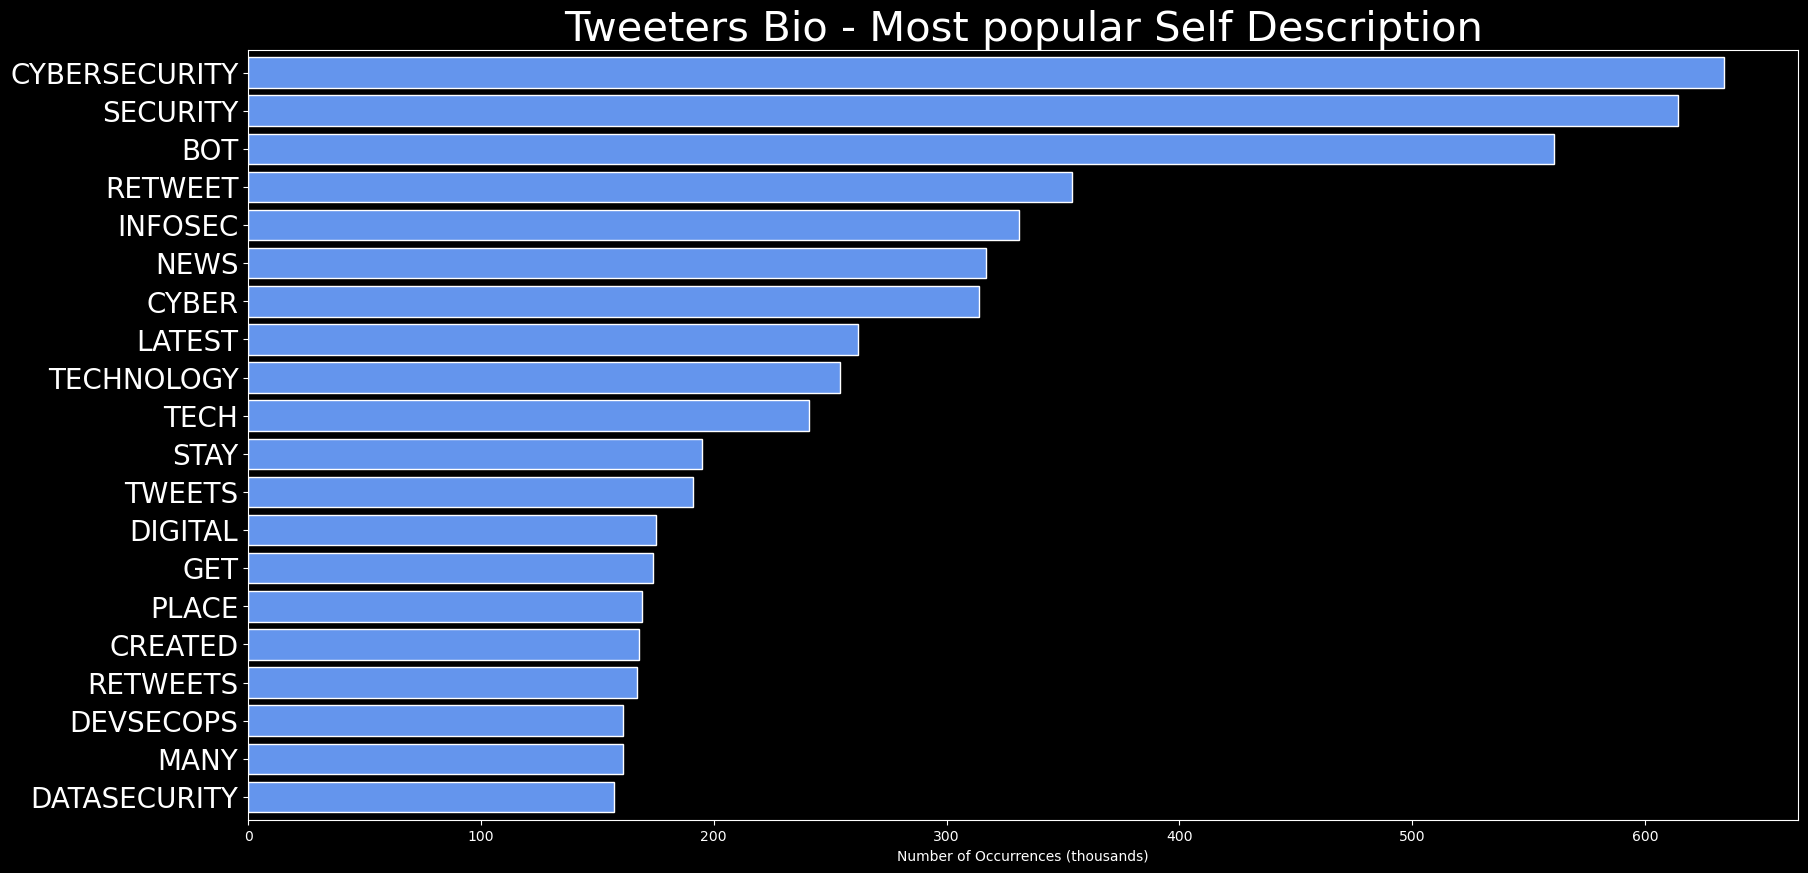 Tweeters Bio - Most popular Self Description
CYBERSECURITY
SECURITY
BOT
RETWEET
INFOSEC
NEWS
CYBER
LATEST
TECHNOLOGY
TECH
STAY
TWEETS
DIGITAL
GET
PLACE
CREATED
RETWEETS
DEVSECOPS
MANY
DATASECURITY
0 100 200 300 400 500 600
Number of Occurrences (thousands)